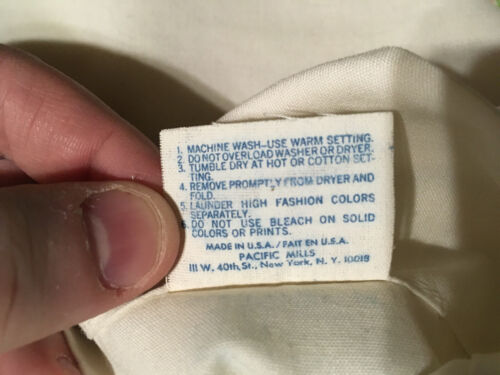 1. MACHINE WASH-USE WARM SETTING.
2. DO NOT OVERLOAD WASHER OR DRYER.
3. TUMBLE DRY AT HOT OR COTTON SET-
TING.
4. REMOVE PROMPTLY FROM DRYER AND
FOLD.
5. LAUNDER HIGH FASHION COLORS
SEPARATELY.
6. DO NOT USE BLEACH ON SOLID
COLORS OR PRINTS.
MADE IN U.S.A./FAIT EN U.S.A.
PACIFIC MILLS
111 W. 40th St., New York, N. Y. 10018